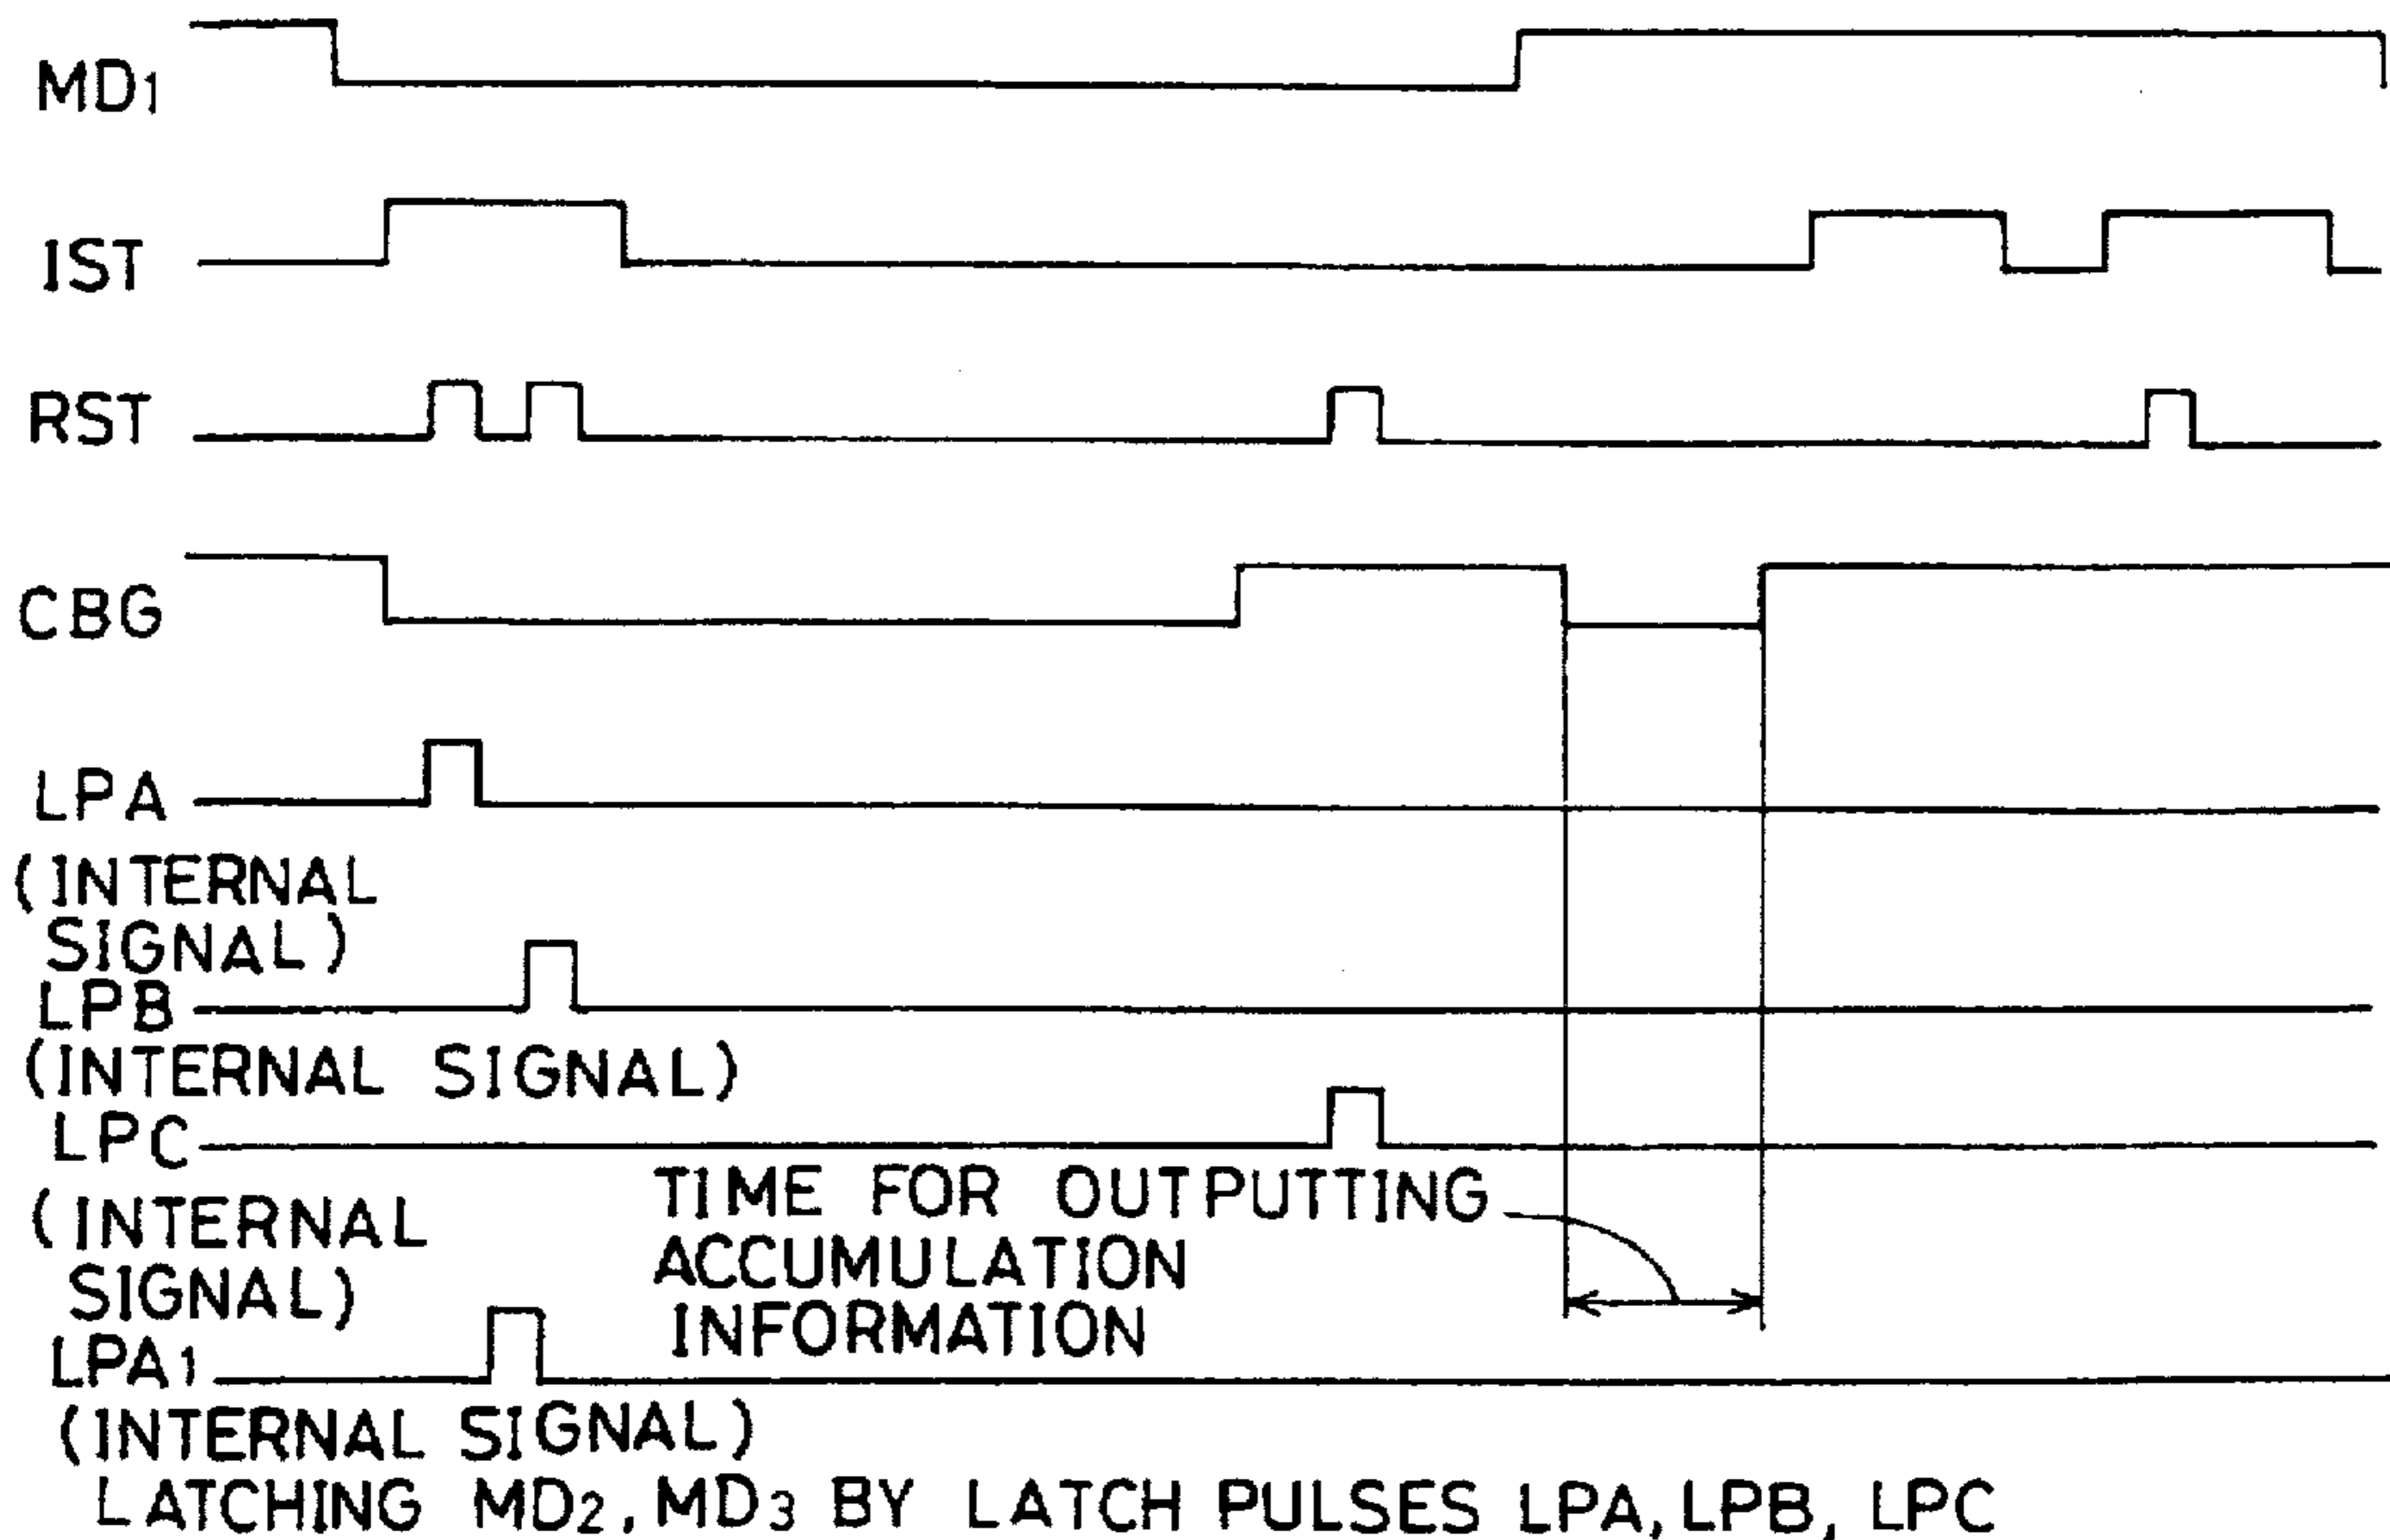 MD1
IST
RST
CBG
LPA
(INTERNAL
SIGNAL)
LPB
(INTERNAL SIGNAL)
LPC
(INTERNAL
SIGNAL)
TIME FOR OUTPUTTING
ACCUMULATION
INFORMATION
LPA1
(INTERNAL SIGNAL)
LATCHING MD2, MD3 BY LATCH PULSES LPA, LPB, LPC